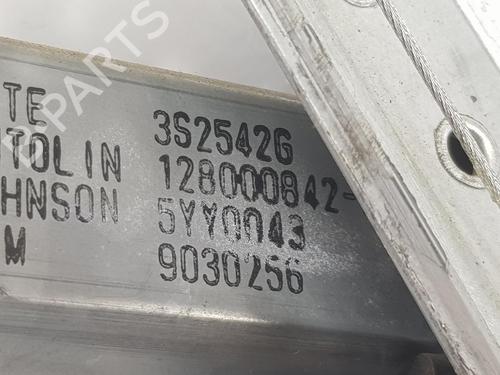 TE 3S2542G
TOLIN 128000842-
HNSON 5YY0043
M 9030256